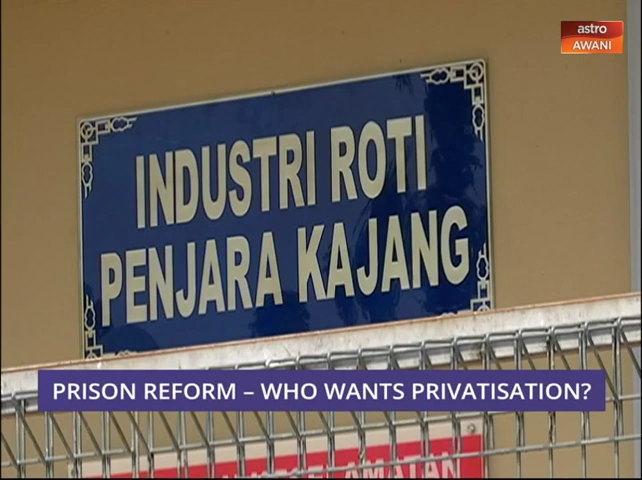 astro
AWANI
INDUSTRI ROTI
PENJARA KAJANG
PRISON REFORM – WHO WANTS PRIVATISATION?